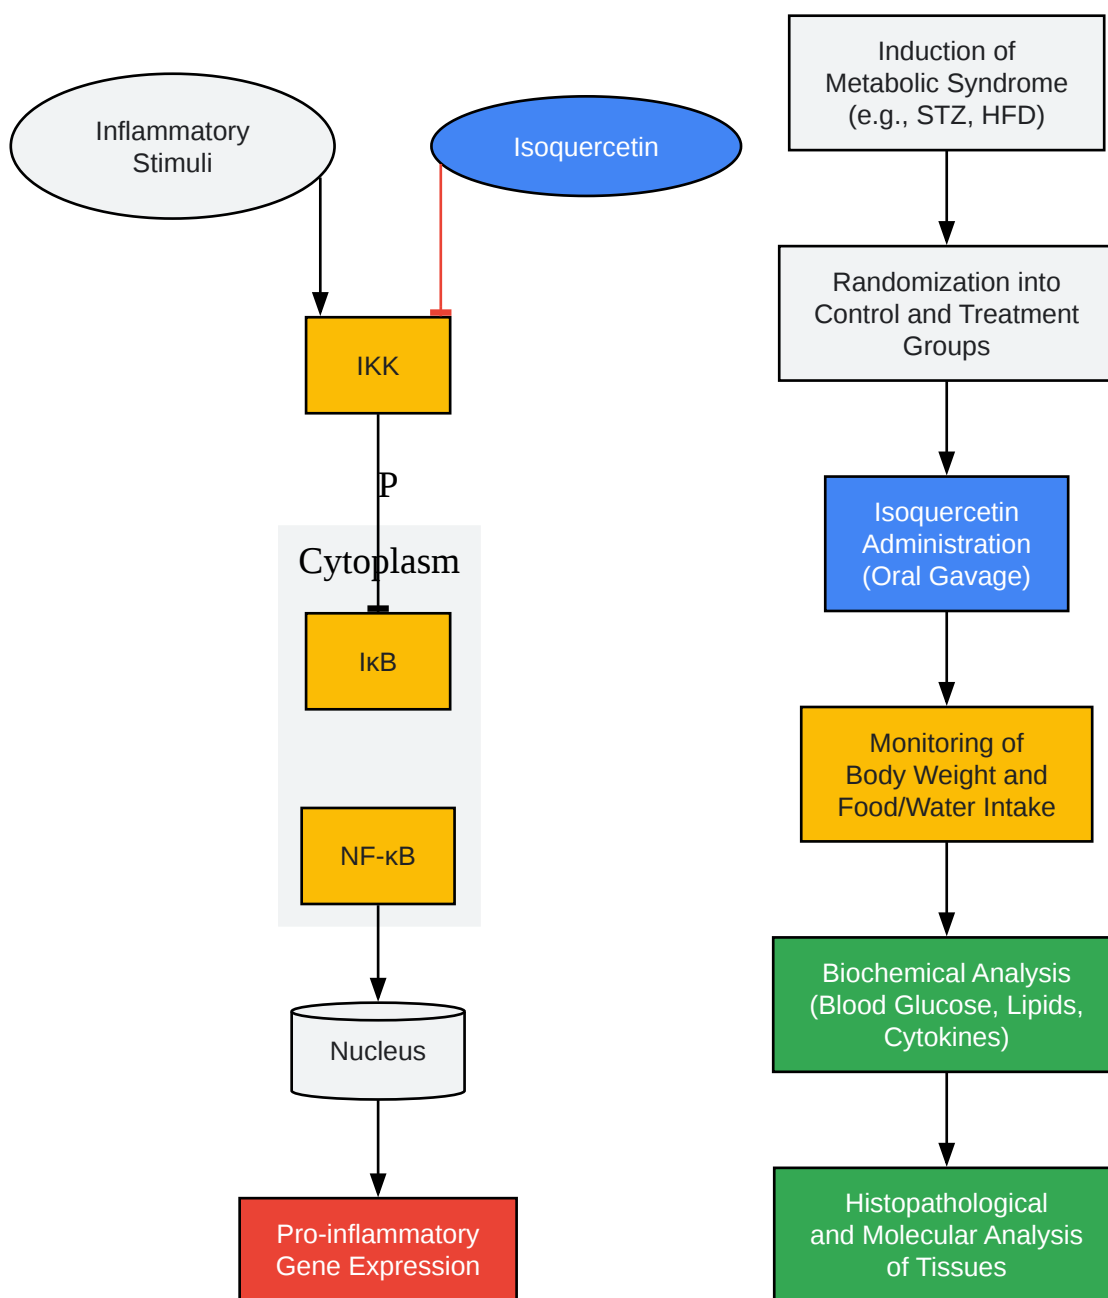 Inflammatory
Stimuli
Isoquercetin
IKK
P
Cytoplasm
IκB
NF-κB
Nucleus
Pro-inflammatory
Gene Expression
Induction of
Metabolic Syndrome
(e.g., STZ, HFD)
Randomization into
Control and Treatment
Groups
Isoquercetin
Administration
(Oral Gavage)
Monitoring of
Body Weight and
Food/Water Intake
Biochemical Analysis
(Blood Glucose, Lipids,
Cytokines)
Histopathological
and Molecular Analysis
of Tissues